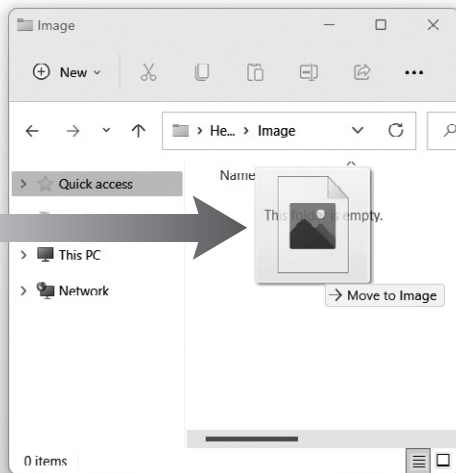 Image
New
He... > Image
Quick access
Name
This folder is empty.
This PC
Network
→ Move to Image
0 items